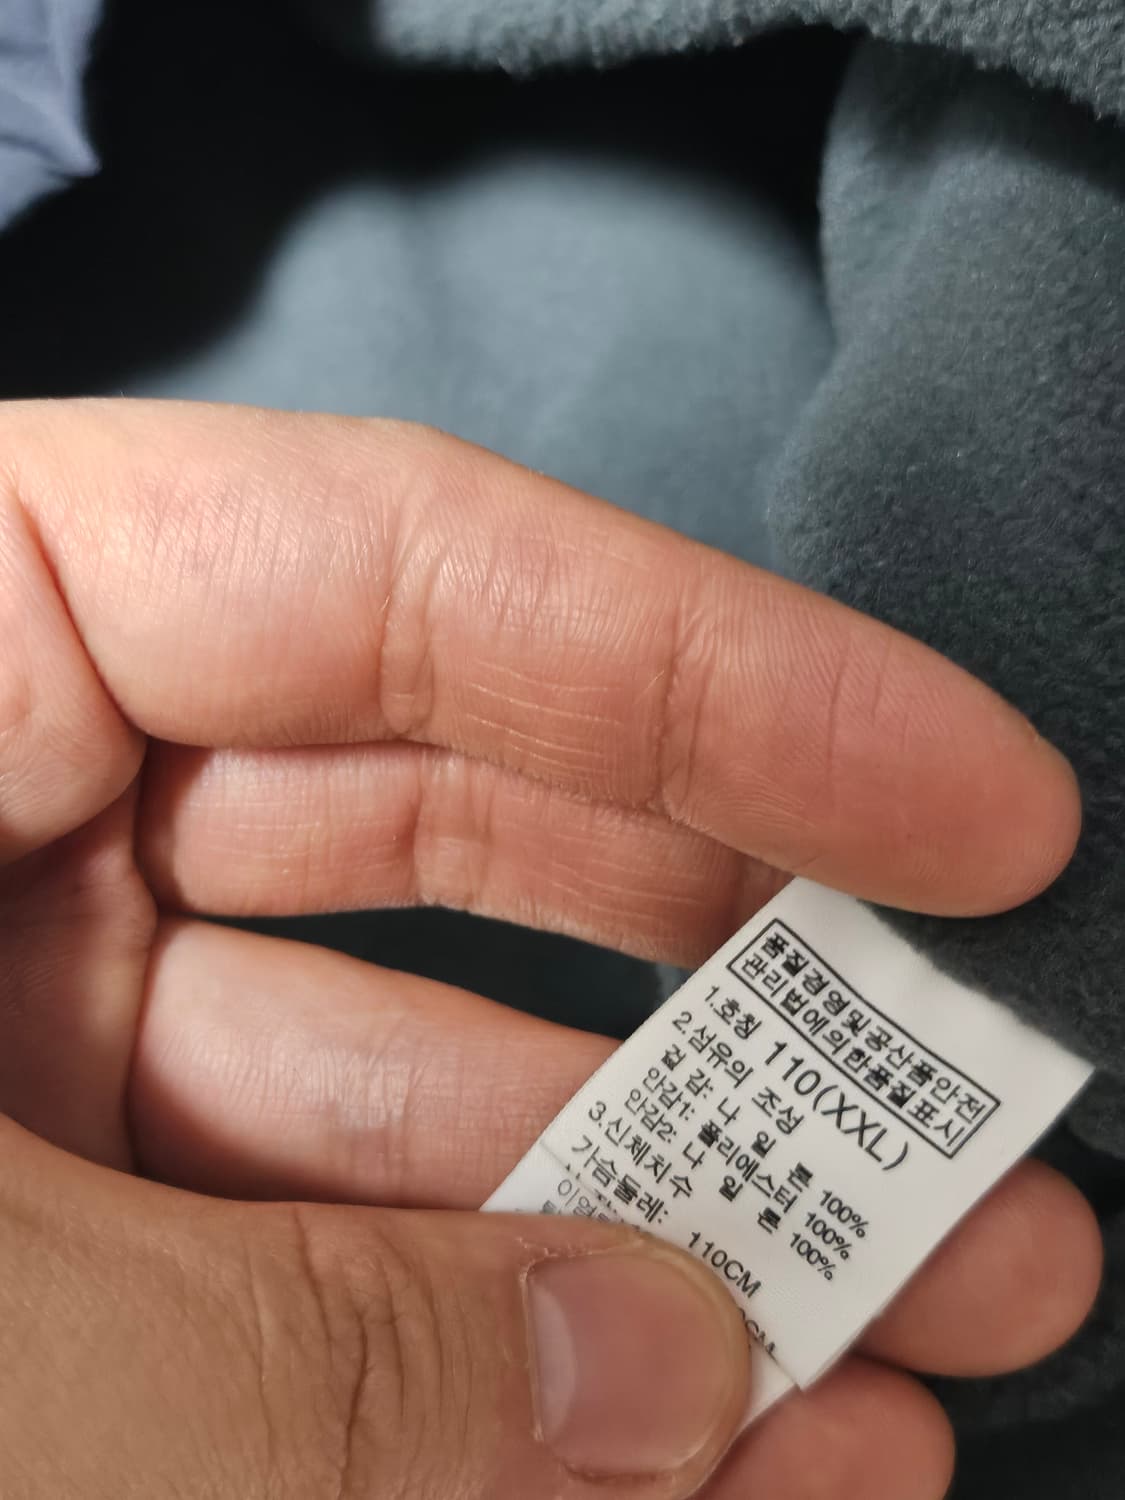 품질경영및공산품안전
관리법에의한품질표시
1.호칭 110(XXL)
2.섬유의 조성
겉 감: 나 일 론 100%
안감1: 폴리에스터 100%
안감2: 나 일 론 100%
3.신체치수
가슴둘레: 110CM
CM